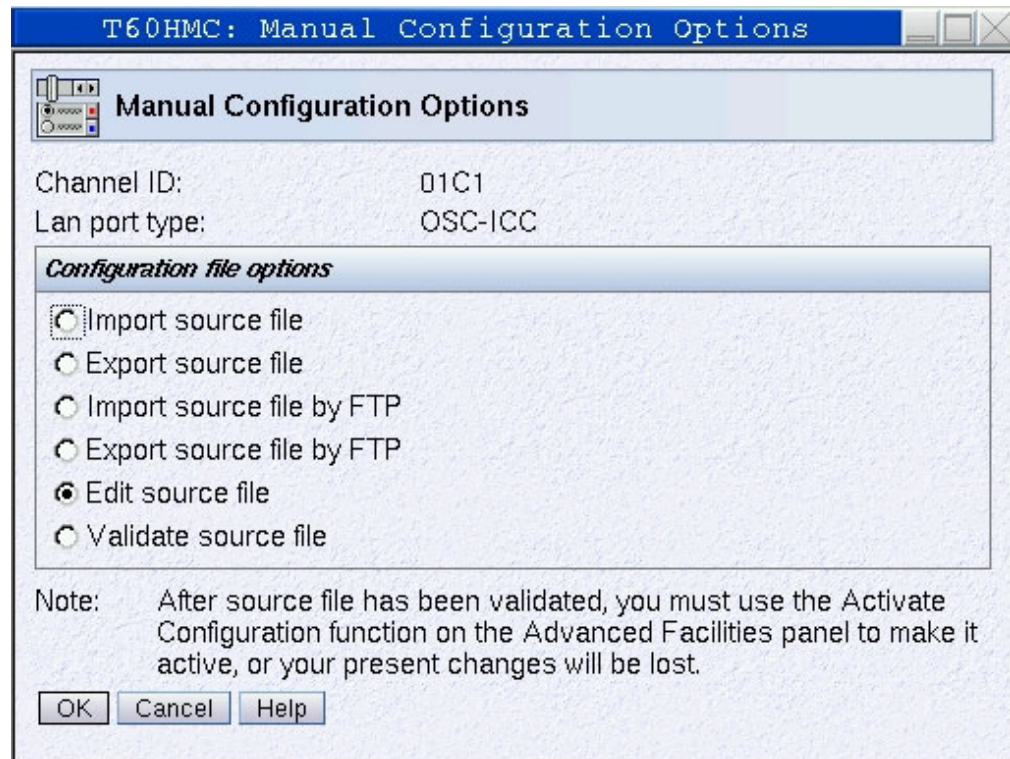 T60HMC: Manual Configuration Options
Manual Configuration Options
Channel ID: 01C1
Lan port type: OSC-ICC
Configuration file options
Import source file
Export source file
Import source file by FTP
Export source file by FTP
Edit source file
Validate source file
Note: After source file has been validated, you must use the Activate
Configuration function on the Advanced Facilities panel to make it
active, or your present changes will be lost.
OK Cancel Help